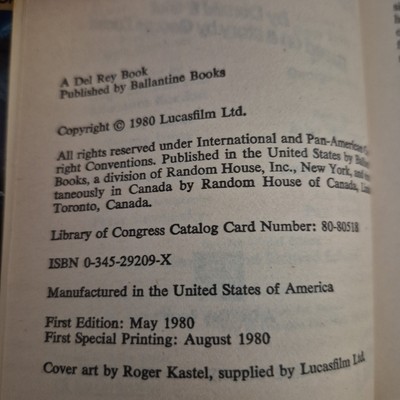 A Del Rey Book
Published by Ballantine Books
Copyright © 1980 Lucasfilm Ltd.
All rights reserved under International and Pan-American
right Conventions. Published in the United States by
Books, a division of Random House, Inc., New York, and
taneously in Canada by Random House of Canada,
Toronto, Canada.
Library of Congress Catalog Card Number: 80-80518
ISBN 0-345-29209-X
Manufactured in the United States of America
First Edition: May 1980
First Special Printing: August 1980
Cover art by Roger Kastel, supplied by Lucasfilm Ltd.